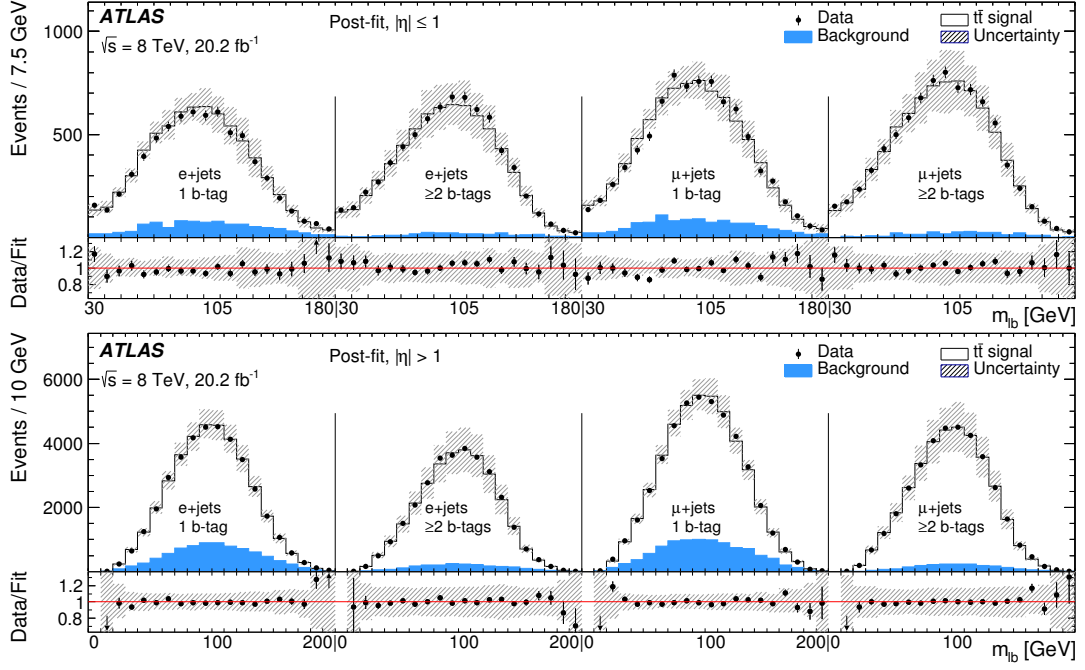 ATLAS
√s = 8 TeV, 20.2 fb⁻¹
Post-fit, |η| ≤ 1
Data
tt̄ signal
Background
Uncertainty
Events / 7.5 GeV
1000
500
e+jets
1 b-tag
e+jets
≥2 b-tags
μ+jets
1 b-tag
μ+jets
≥2 b-tags
Data/Fit
1.2
1
0.8
30 105 180|30 105 180|30 105 180|30 105
m_lb [GeV]
ATLAS
√s = 8 TeV, 20.2 fb⁻¹
Post-fit, |η| > 1
Data
tt̄ signal
Background
Uncertainty
Events / 10 GeV
6000
4000
2000
e+jets
1 b-tag
e+jets
≥2 b-tags
μ+jets
1 b-tag
μ+jets
≥2 b-tags
Data/Fit
1.2
1
0.8
0 100 200|0 100 200|0 100 200|0 100
m_lb [GeV]